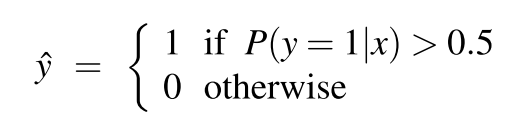 ŷ = { 1 if P(y = 1|x) > 0.5
0 otherwise